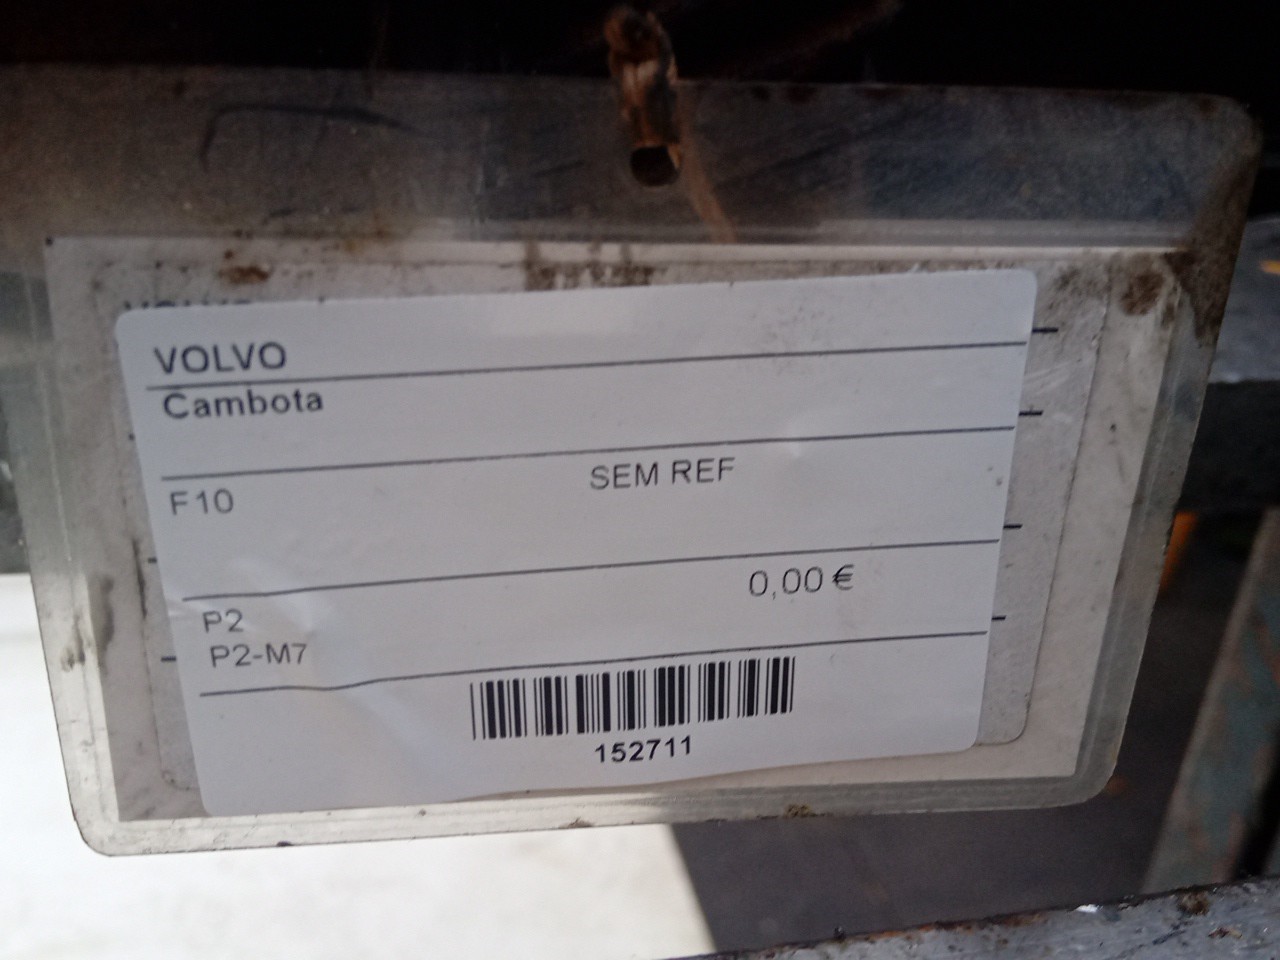 VOLVO
Cambota
F10 SEM REF
0,00 €
P2
P2-M7
152711